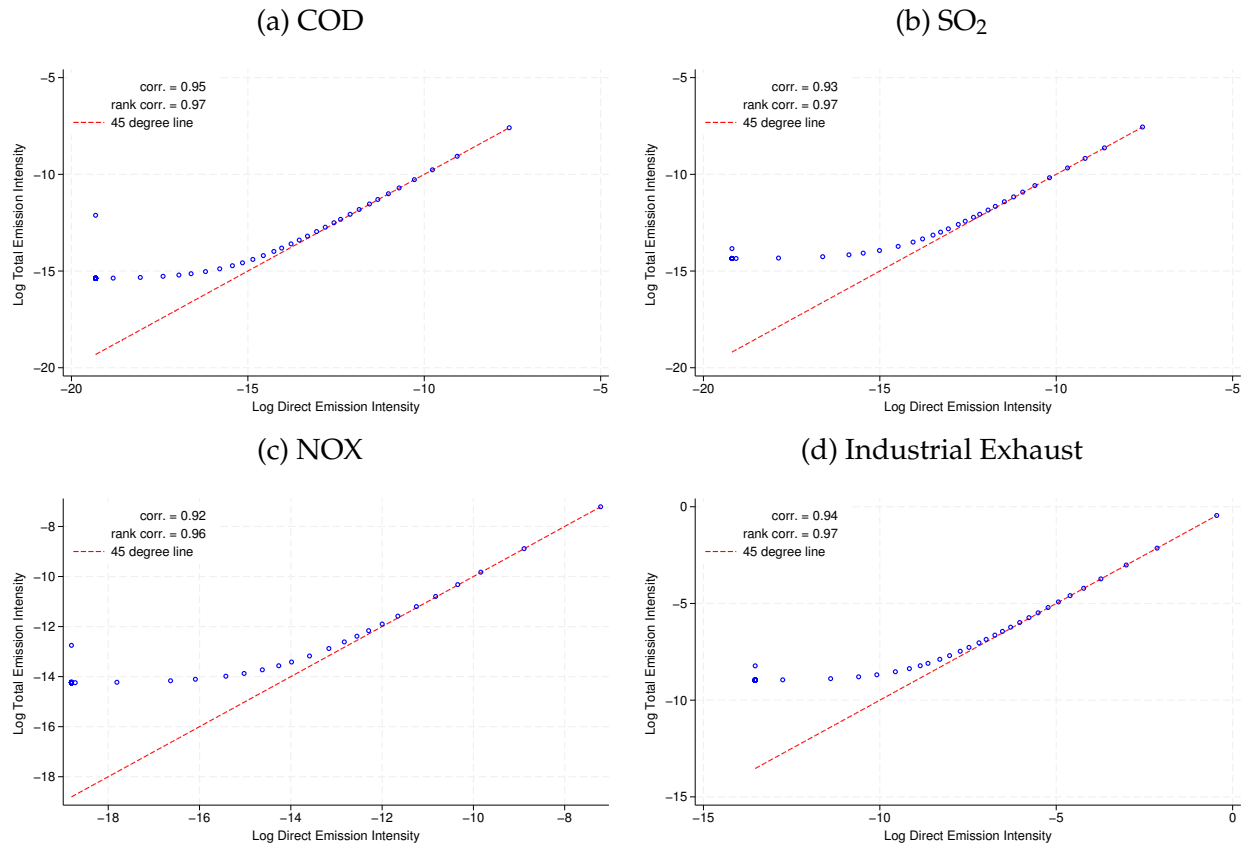 (a) COD
corr. = 0.95
rank corr. = 0.97
45 degree line
Log Total Emission Intensity
−5
−10
−15
−20
−20
−15
−10
−5
Log Direct Emission Intensity
(b) SO₂
corr. = 0.93
rank corr. = 0.97
45 degree line
Log Total Emission Intensity
−5
−10
−15
−20
−20
−15
−10
−5
Log Direct Emission Intensity
(c) NOX
corr. = 0.92
rank corr. = 0.96
45 degree line
Log Total Emission Intensity
−8
−10
−12
−14
−16
−18
−18
−16
−14
−12
−10
−8
Log Direct Emission Intensity
(d) Industrial Exhaust
corr. = 0.94
rank corr. = 0.97
45 degree line
Log Total Emission Intensity
0
−5
−10
−15
−15
−10
−5
0
Log Direct Emission Intensity